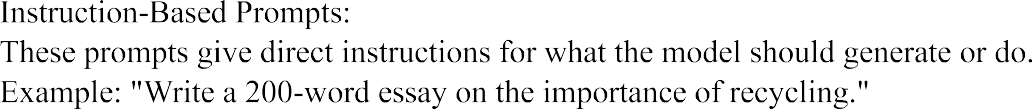 Instruction-Based Prompts:
These prompts give direct instructions for what the model should generate or do.
Example: "Write a 200-word essay on the importance of recycling."